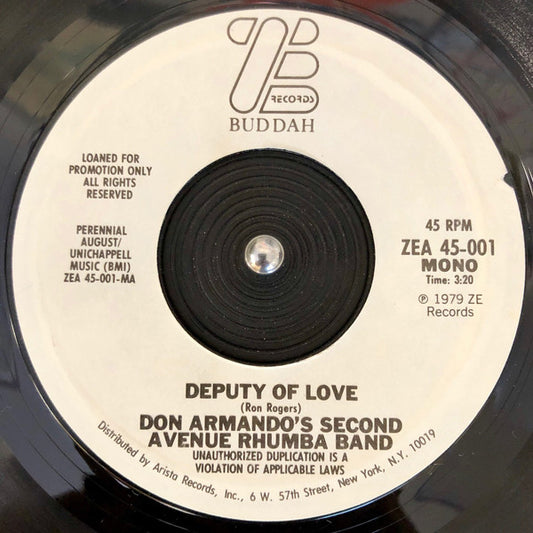 ZE
RECORDS
BUDDAH
LOANED FOR
PROMOTION ONLY
ALL RIGHTS
RESERVED
PERENNIAL
AUGUST/
UNICHAPPELL
MUSIC (BMI)
ZEA 45-001-MA
45 RPM
ZEA 45-001
MONO
Time: 3:20
℗ 1979 ZE
Records
DEPUTY OF LOVE
(Ron Rogers)
DON ARMANDO'S SECOND
AVENUE RHUMBA BAND
UNAUTHORIZED DUPLICATION IS A
VIOLATION OF APPLICABLE LAWS
Distributed by Arista Records, Inc., 6 W. 57th Street, New York, N.Y. 10019